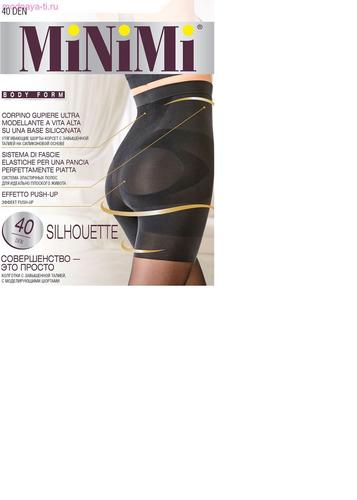 modnaya-ti.ru
40 DEN
MiNiMi®
BODY FORM
CORPINO GUPIERE ULTRA
MODELLANTE A VITA ALTA
SU UNA BASE SILICONATA
УТЯГИВАЮЩИЕ ШОРТЫ-КОРСЕТ С ЗАВЫШЕННОЙ
ТАЛИЕЙ НА СИЛИКОНОВОЙ ОСНОВЕ
SISTEMA DI FASCIE
ELASTICHE PER UNA PANCIA
PERFETTAMENTE PIATTA
СИСТЕМА ЭЛАСТИЧНЫХ ПОЛОС
ДЛЯ ИДЕАЛЬНО ПЛОСКОГО ЖИВОТА
EFFETTO PUSH-UP
ЭФФЕКТ PUSH-UP
40
DEN
SILHOUETTE
СОВЕРШЕНСТВО —
ЭТО ПРОСТО
КОЛГОТКИ С ЗАВЫШЕННОЙ ТАЛИЕЙ,
С МОДЕЛИРУЮЩИМИ ШОРТАМИ